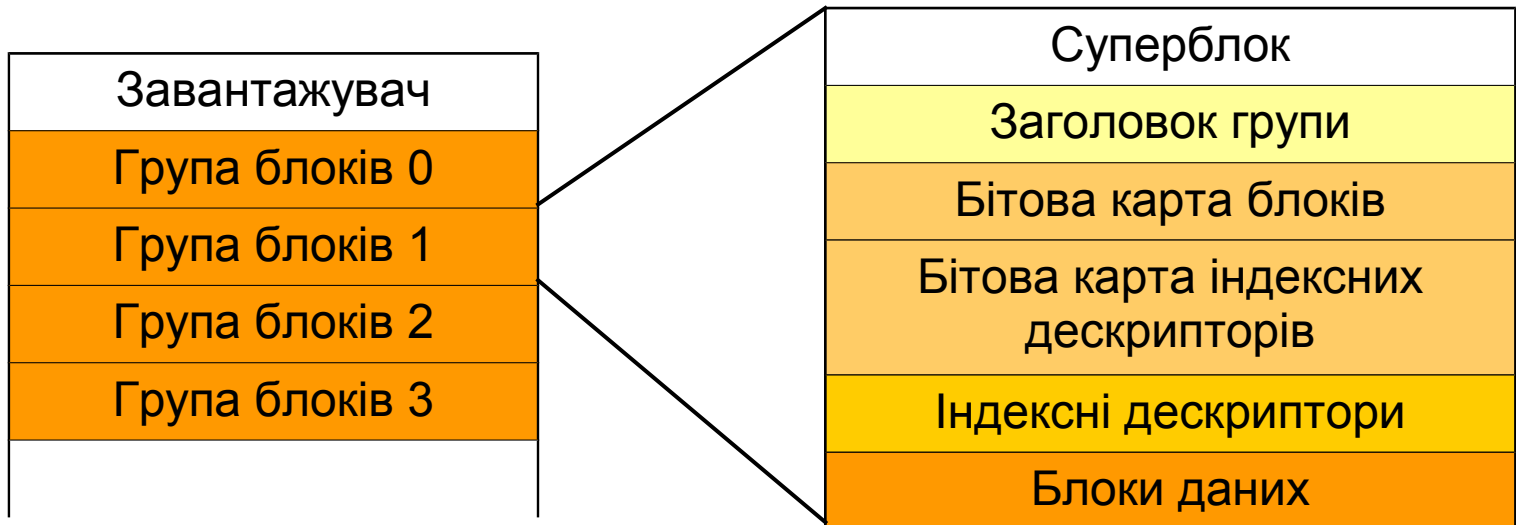 Завантажувач
Група блоків 0
Група блоків 1
Група блоків 2
Група блоків 3
Суперблок
Заголовок групи
Бітова карта блоків
Бітова карта індексних
дескрипторів
Індексні дескриптори
Блоки даних